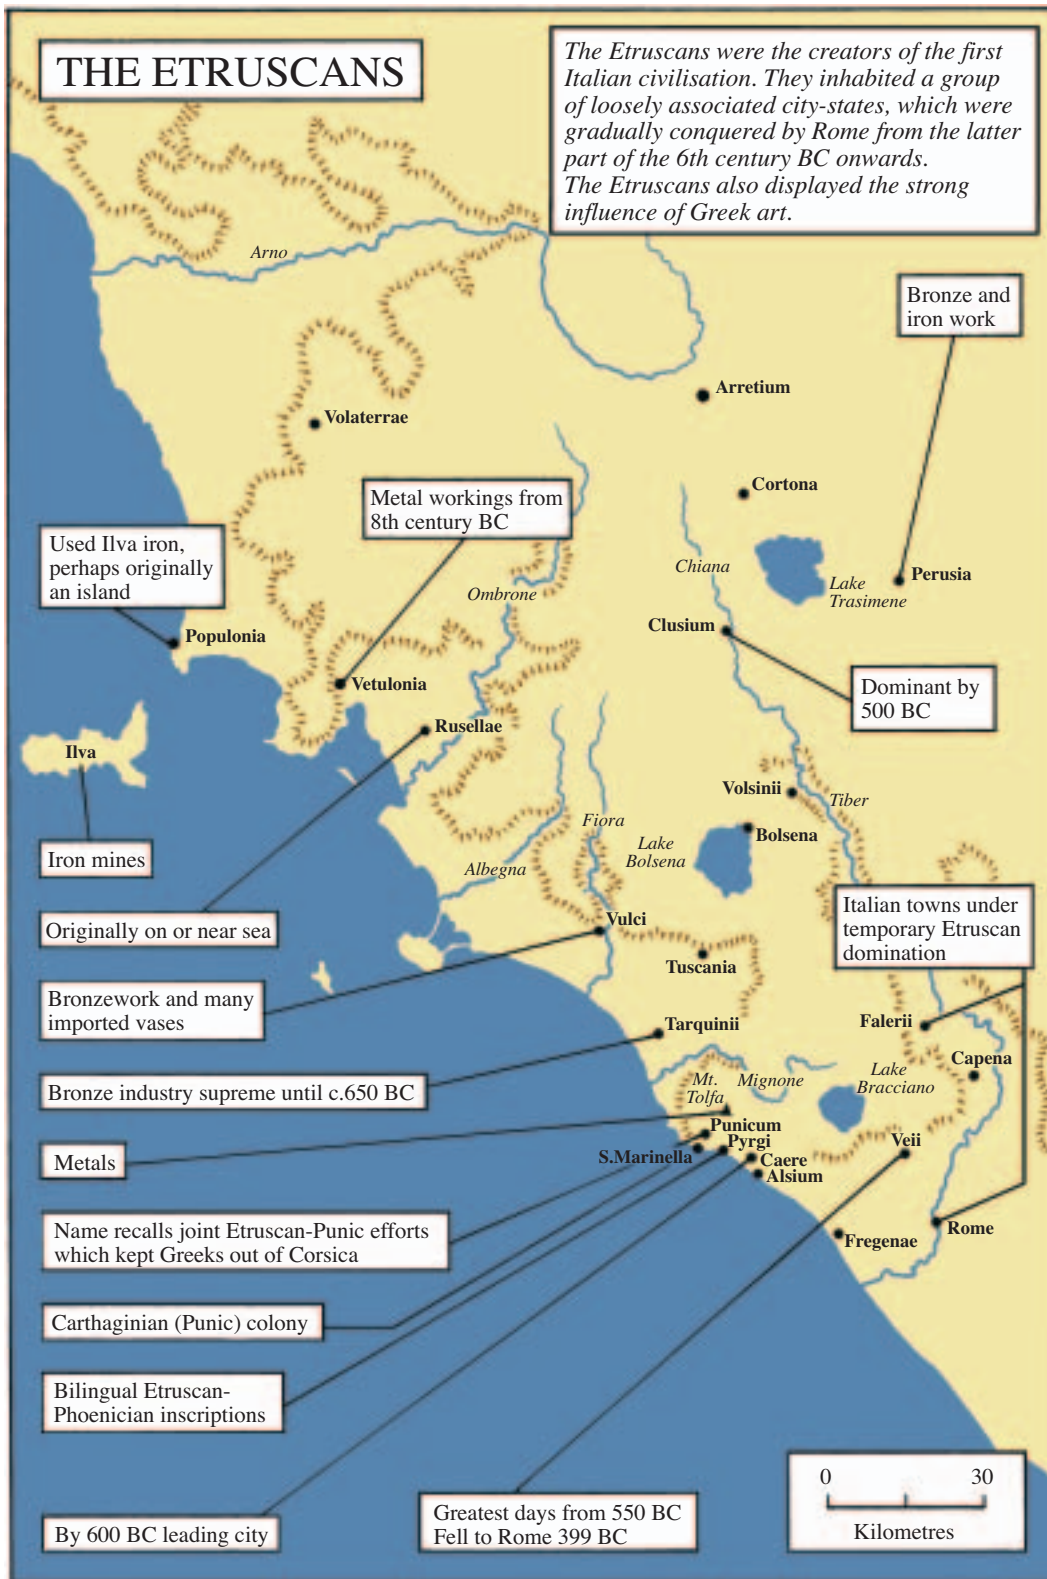 THE ETRUSCANS
The Etruscans were the creators of the first
Italian civilisation. They inhabited a group
of loosely associated city-states, which were
gradually conquered by Rome from the latter
part of the 6th century BC onwards.
The Etruscans also displayed the strong
influence of Greek art.
Arno
Bronze and
iron work
Arretium
Volaterrae
Cortona
Metal workings from
8th century BC
Used Ilva iron,
perhaps originally
an island
Chiana
Ombrone
Lake
Trasimene
Perusia
Populonia
Clusium
Vetulonia
Dominant by
500 BC
Rusellae
Ilva
Volsinii
Tiber
Fiora
Bolsena
Lake
Bolsena
Iron mines
Albegna
Italian towns under
temporary Etruscan
domination
Originally on or near sea
Vulci
Tuscania
Bronzework and many
imported vases
Tarquinii
Falerii
Capena
Bronze industry supreme until c.650 BC
Mt.
Tolfa
Mignone
Lake
Bracciano
Punicum
Pyrgi
Veii
Metals
S.Marinella
Caere
Alsium
Name recalls joint Etruscan-Punic efforts
which kept Greeks out of Corsica
Rome
Fregenae
Carthaginian (Punic) colony
Bilingual Etruscan-
Phoenician inscriptions
By 600 BC leading city
Greatest days from 550 BC
Fell to Rome 399 BC
0 30
Kilometres